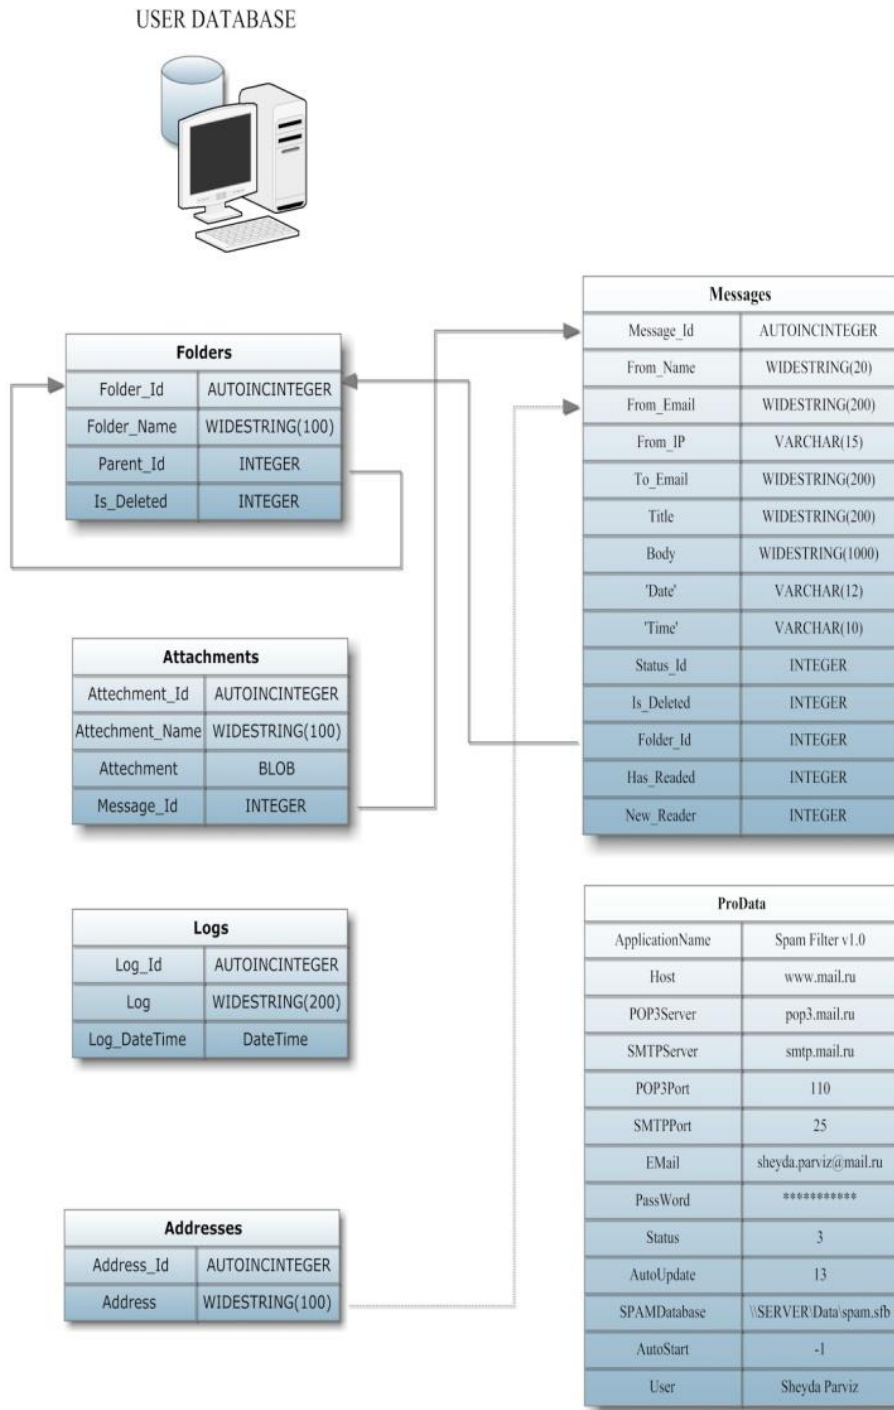 USER DATABASE
Folders
Folder_Id AUTOINCINTEGER
Folder_Name WIDESTRING(100)
Parent_Id INTEGER
Is_Deleted INTEGER
Attachments
Attechment_Id AUTOINCINTEGER
Attechment_Name WIDESTRING(100)
Attechment BLOB
Message_Id INTEGER
Logs
Log_Id AUTOINCINTEGER
Log WIDESTRING(200)
Log_DateTime DateTime
Addresses
Address_Id AUTOINCINTEGER
Address WIDESTRING(100)
Messages
Message_Id AUTOINCINTEGER
From_Name WIDESTRING(20)
From_Email WIDESTRING(200)
From_IP VARCHAR(15)
To_Email WIDESTRING(200)
Title WIDESTRING(200)
Body WIDESTRING(1000)
'Date' VARCHAR(12)
'Time' VARCHAR(10)
Status_Id INTEGER
Is_Deleted INTEGER
Folder_Id INTEGER
Has_Readed INTEGER
New_Reader INTEGER
ProData
ApplicationName Spam Filter v1.0
Host www.mail.ru
POP3Server pop3.mail.ru
SMTPServer smtp.mail.ru
POP3Port 110
SMTPPort 25
EMail sheyda.parviz@mail.ru
PassWord ***********
Status 3
AutoUpdate 13
SPAMDatabase \\SERVER\Data\spam.sfb
AutoStart -1
User Sheyda Parviz